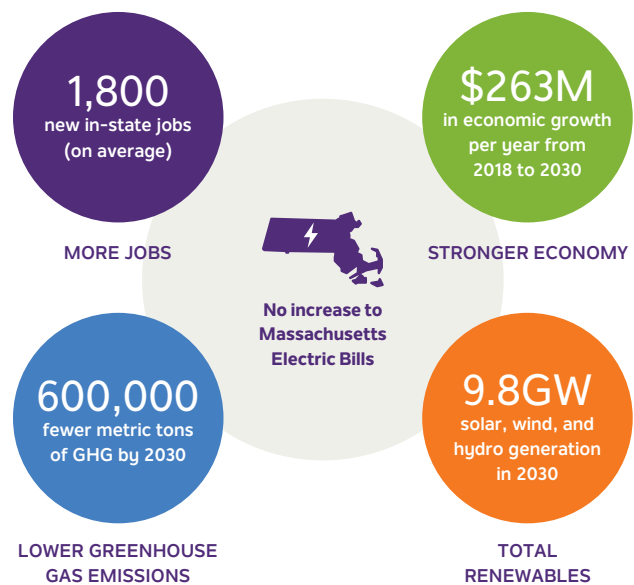 1,800
new in-state jobs
(on average)
MORE JOBS
$263M
in economic growth
per year from
2018 to 2030
STRONGER ECONOMY
No increase to
Massachusetts
Electric Bills
600,000
fewer metric tons
of GHG by 2030
LOWER GREENHOUSE
GAS EMISSIONS
9.8GW
solar, wind, and
hydro generation
in 2030
TOTAL
RENEWABLES